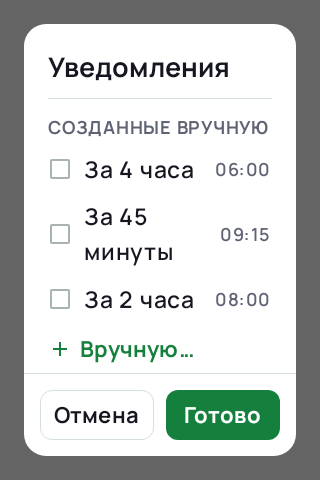 Уведомления
СОЗДАННЫЕ ВРУЧНУЮ
За 4 часа 06:00
За 45
минуты 09:15
За 2 часа 08:00
+ Вручную…
Отмена Готово